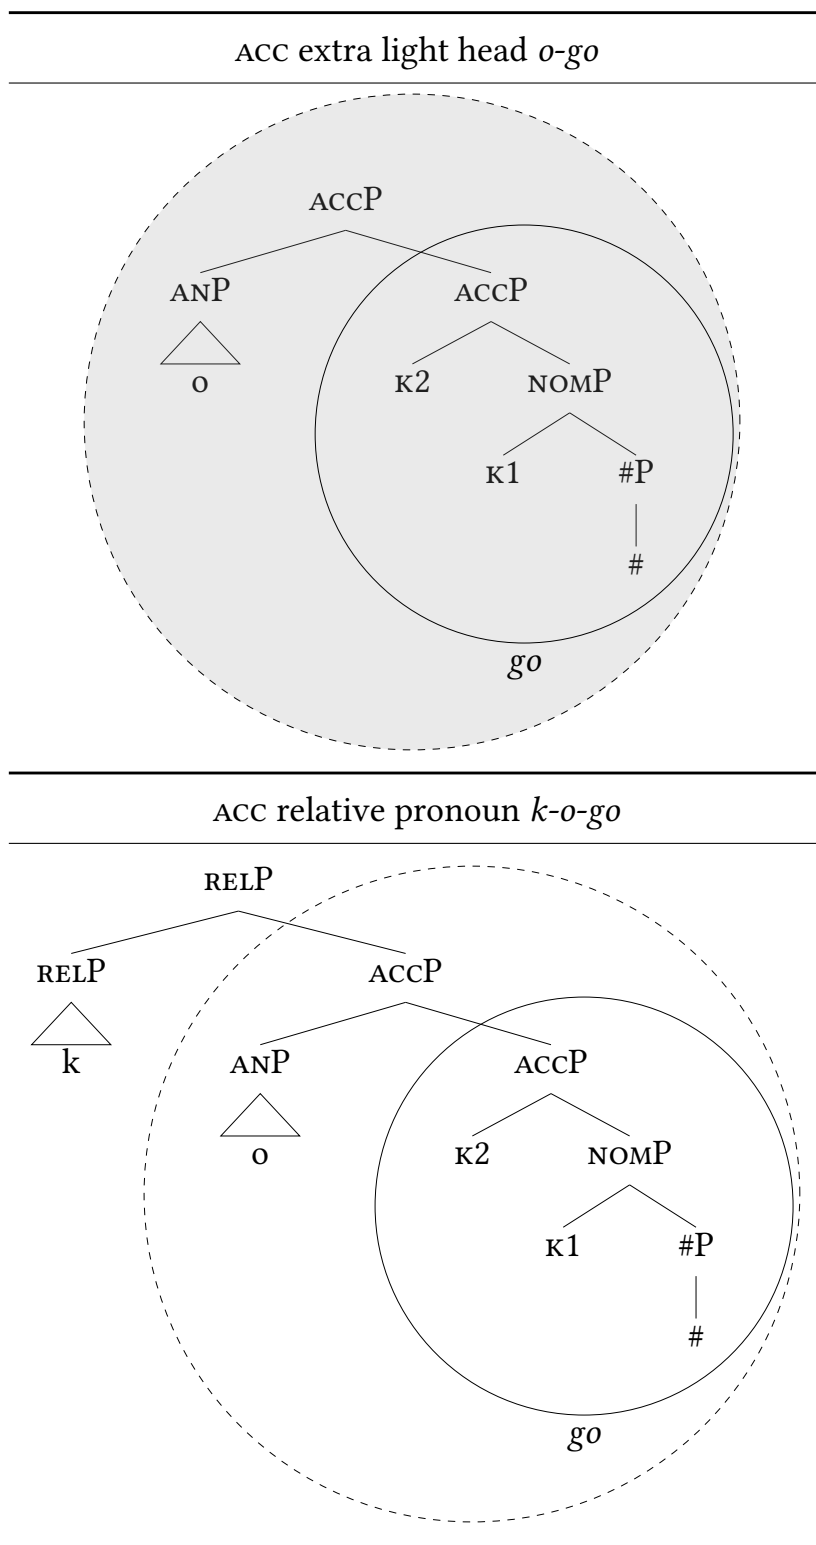 ACC extra light head o-go
ACCP
ANP ACCP
o K2 NOMP
K1 #P
#
go
ACC relative pronoun k-o-go
RELP
RELP ACCP
k ANP ACCP
o K2 NOMP
K1 #P
#
go